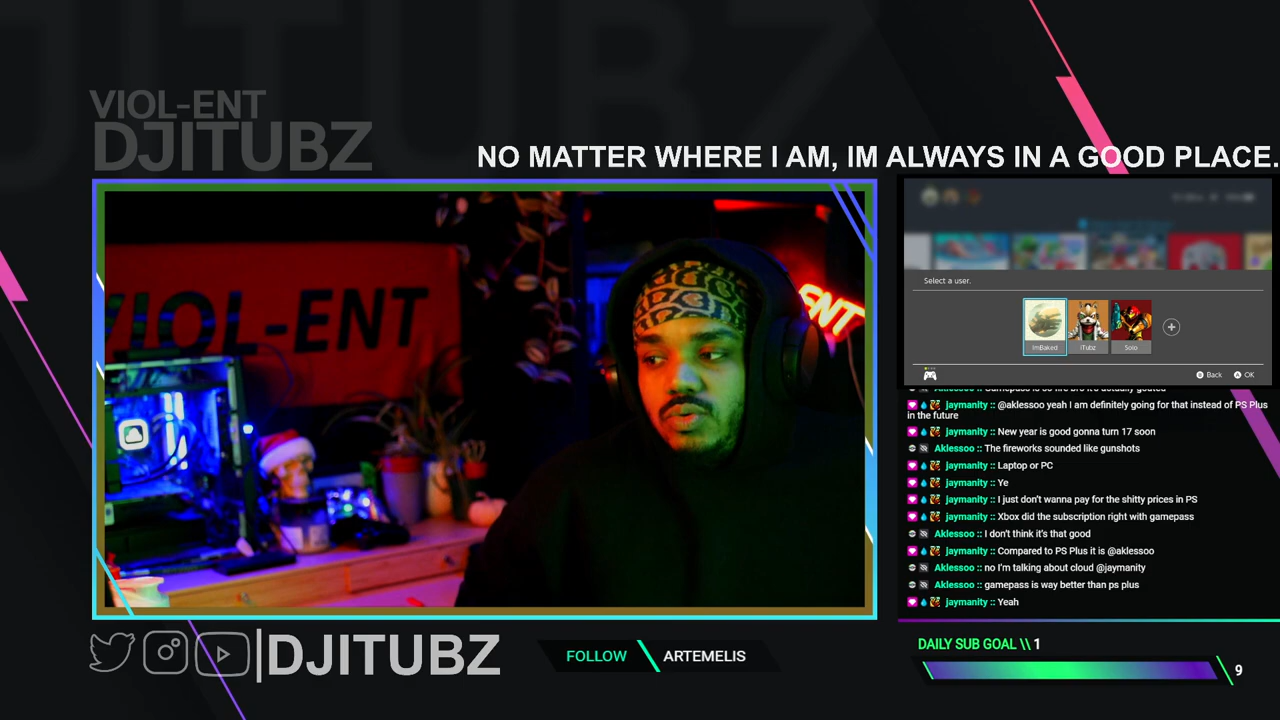 VIOL-ENT
DJITUBZ
NO MATTER WHERE I AM, IM ALWAYS IN A GOOD PLACE.
VIOL-ENT
ENT
Select a user.
ImBaked
iTubz
Solo
Back
OK
jaymanity :: @aklessoo yeah I am definitely going for that instead of PS Plus
in the future
jaymanity :: New year is good gonna turn 17 soon
Aklessoo :: The fireworks sounded like gunshots
jaymanity :: Laptop or PC
jaymanity :: Ye
jaymanity :: I just don't wanna pay for the shitty prices in PS
jaymanity :: Xbox did the subscription right with gamepass
Aklessoo :: I don't think it's that good
jaymanity :: Compared to PS Plus it is @aklessoo
Aklessoo :: no I'm talking about cloud @jaymanity
Aklessoo :: gamepass is way better than ps plus
jaymanity :: Yeah
DJITUBZ
FOLLOW ARTEMELIS
DAILY SUB GOAL \\ 1
9